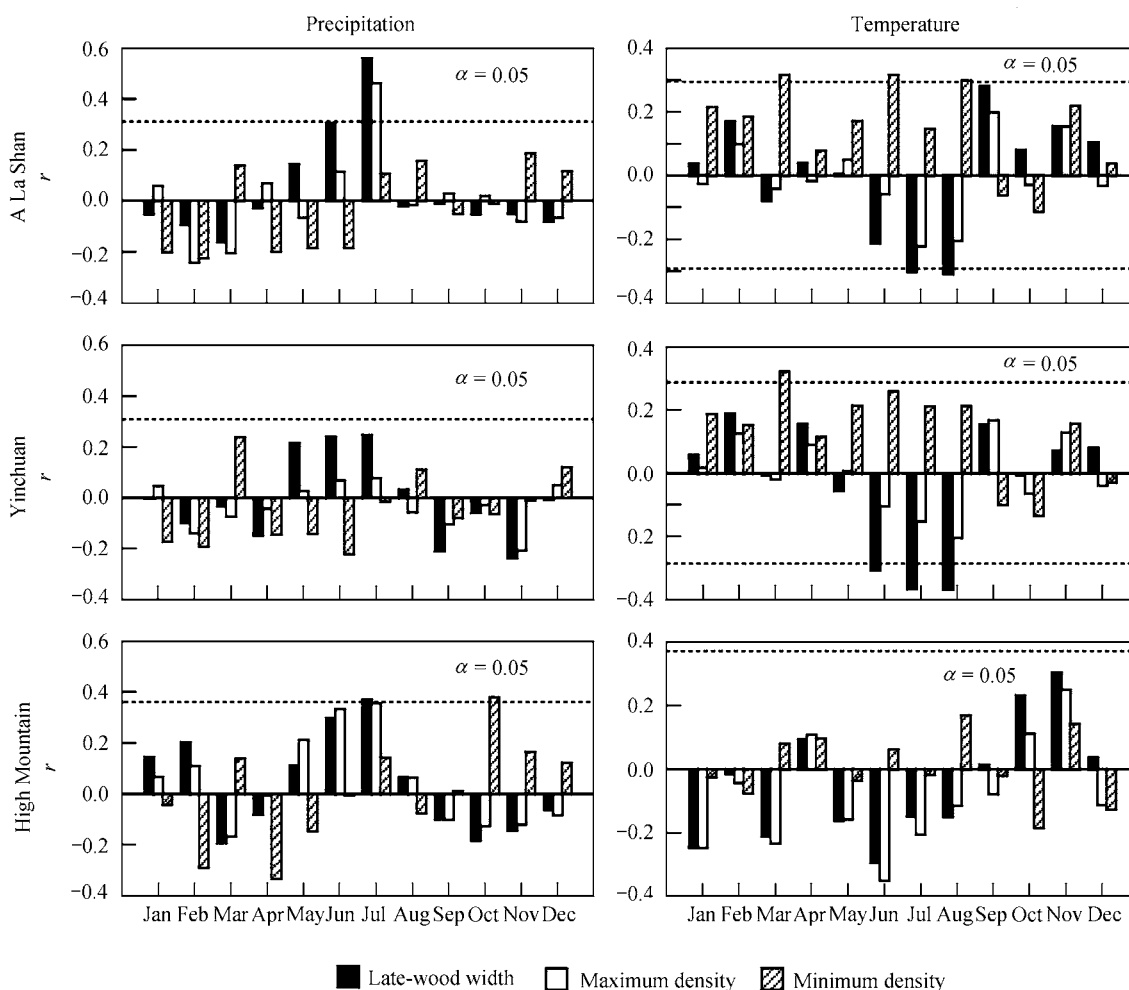 Precipitation
Temperature
A La Shan
r
0.6
0.4
0.2
0.0
−0.2
−0.4
α = 0.05
0.4
0.2
0.0
−0.2
−0.4
α = 0.05
Yinchuan
r
0.6
0.4
0.2
0.0
−0.2
−0.4
α = 0.05
0.4
0.2
0.0
−0.2
−0.4
α = 0.05
High Mountain
r
0.6
0.4
0.2
0.0
−0.2
−0.4
α = 0.05
0.4
0.2
0.0
−0.2
−0.4
α = 0.05
Jan Feb Mar Apr May Jun Jul Aug Sep Oct Nov Dec
Jan Feb Mar Apr May Jun Jul Aug Sep Oct Nov Dec
Late-wood width Maximum density Minimum density